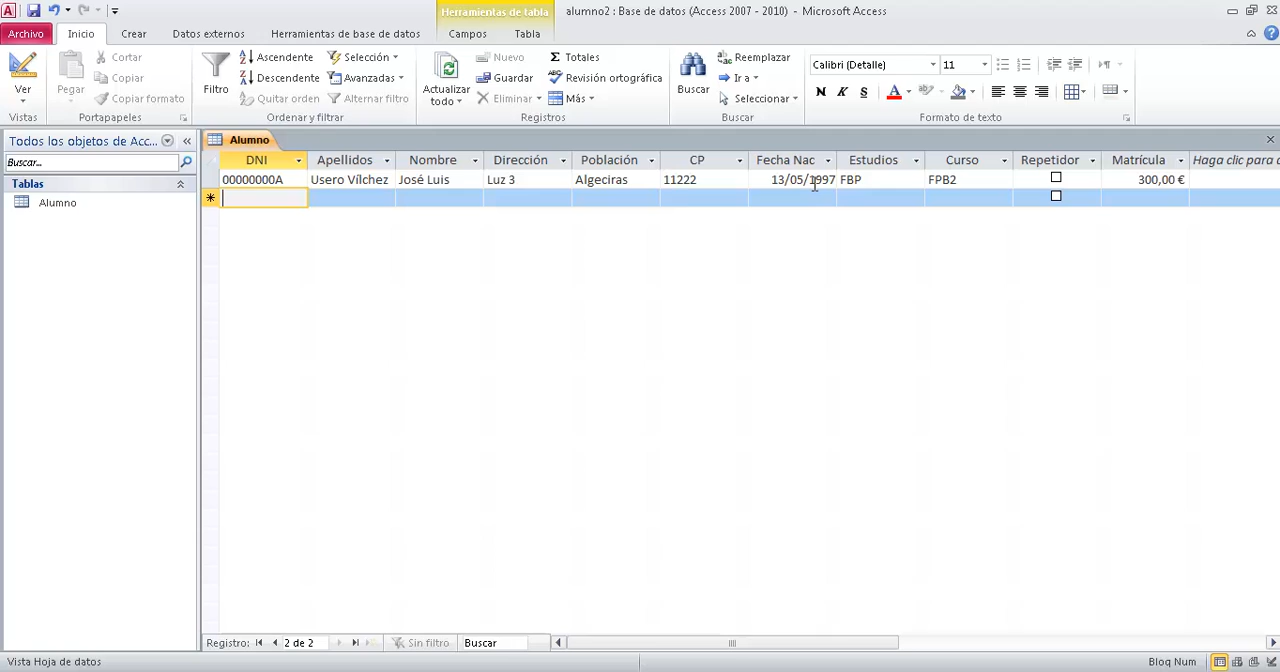 Herramientas de tabla
alumno2 : Base de datos (Access 2007 - 2010) - Microsoft Access
Archivo Inicio Crear Datos externos Herramientas de base de datos Campos Tabla
Ver
Vistas
Pegar
Cortar
Copiar
Copiar formato
Portapapeles
Filtro
Ascendente
Descendente
Quitar orden
Selección
Avanzadas
Alternar filtro
Ordenar y filtrar
Actualizar
todo
Nuevo
Guardar
Eliminar
Totales
Revisión ortográfica
Más
Registros
Buscar
Reemplazar
Ir a
Seleccionar
Buscar
Calibri (Detalle) 11
N K S A
Formato de texto
Todos los objetos de Acc...
Buscar...
Tablas
Alumno
Alumno
DNI Apellidos Nombre Dirección Población CP Fecha Nac Estudios Curso Repetidor Matrícula Haga clic para a
00000000A Usero Vílchez José Luis Luz 3 Algeciras 11222 13/05/1997 FBP FPB2 300,00 €
Registro: 2 de 2 Sin filtro Buscar
Vista Hoja de datos Bloq Num